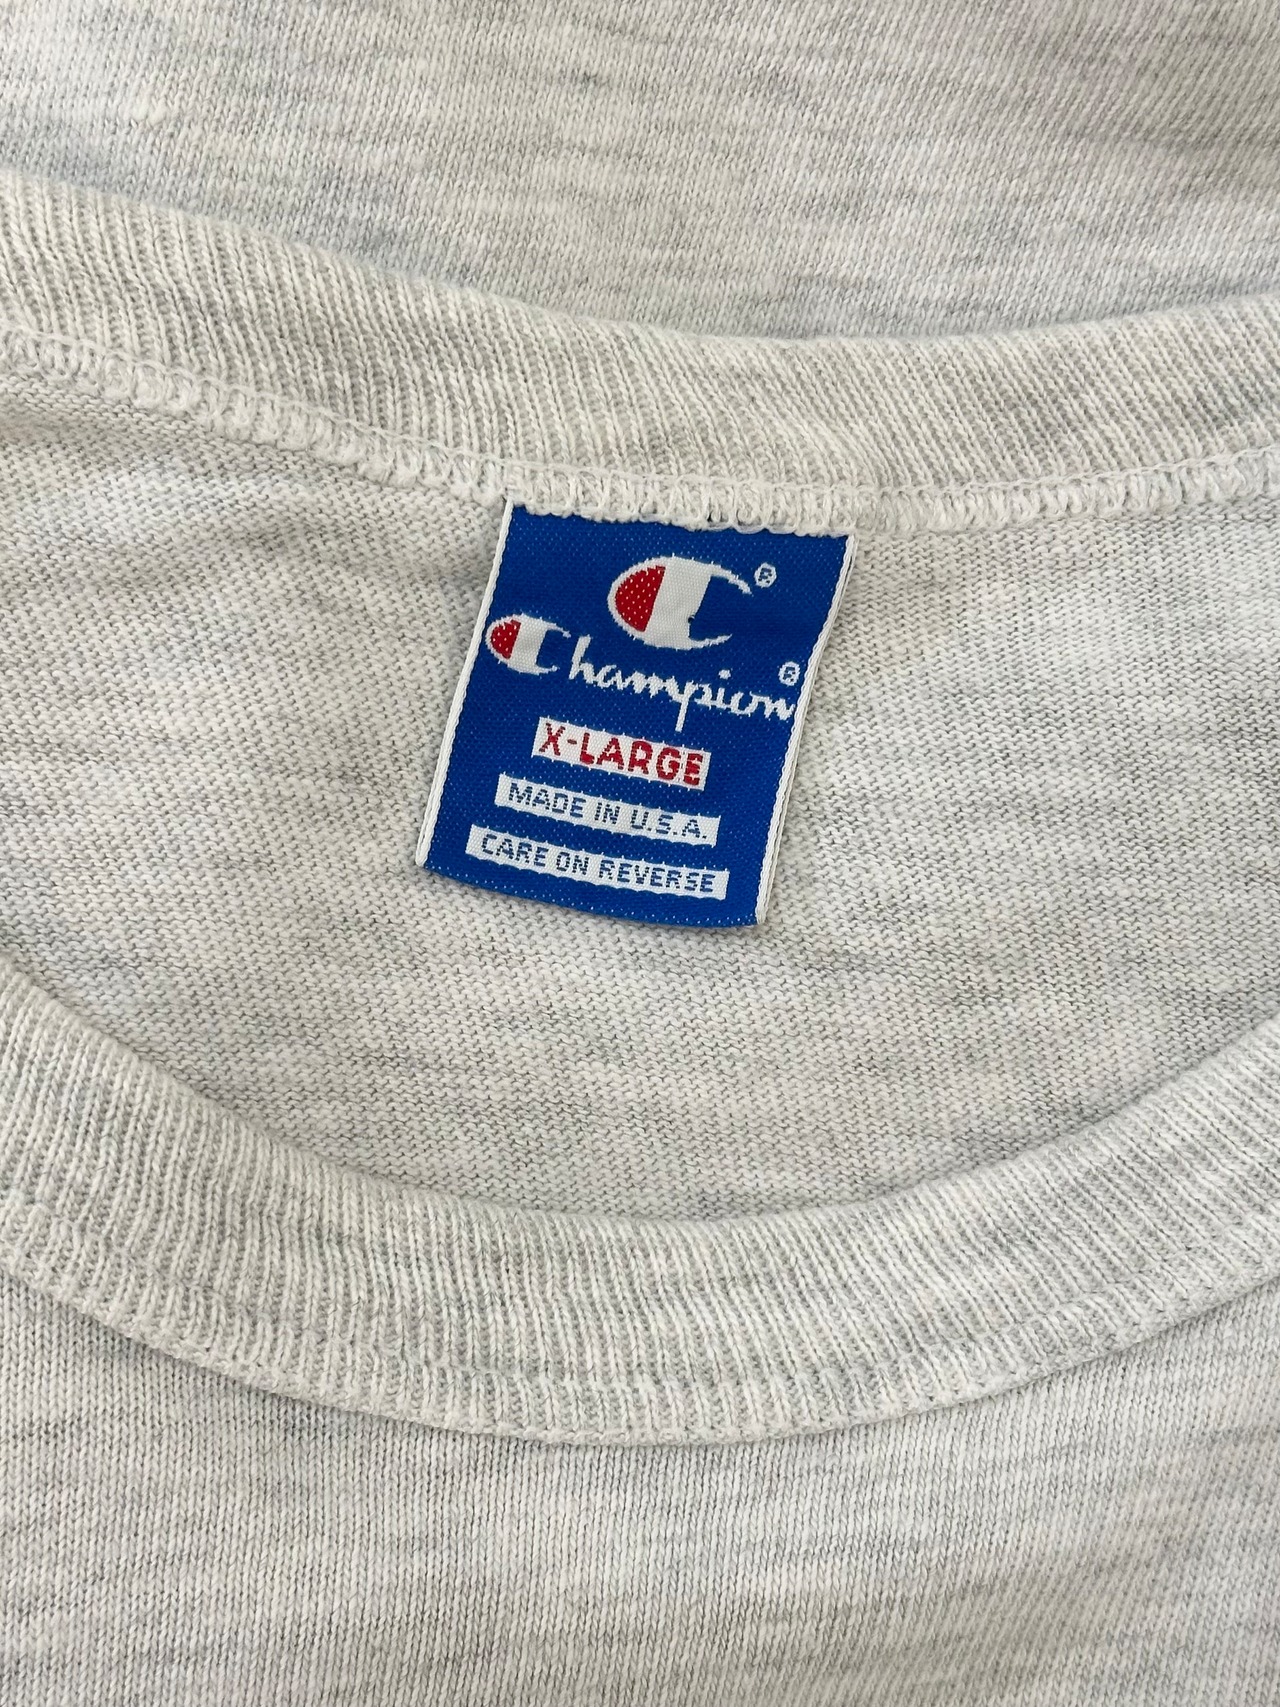 C®
Champion®
X-LARGE
MADE IN U.S.A.
CARE ON REVERSE